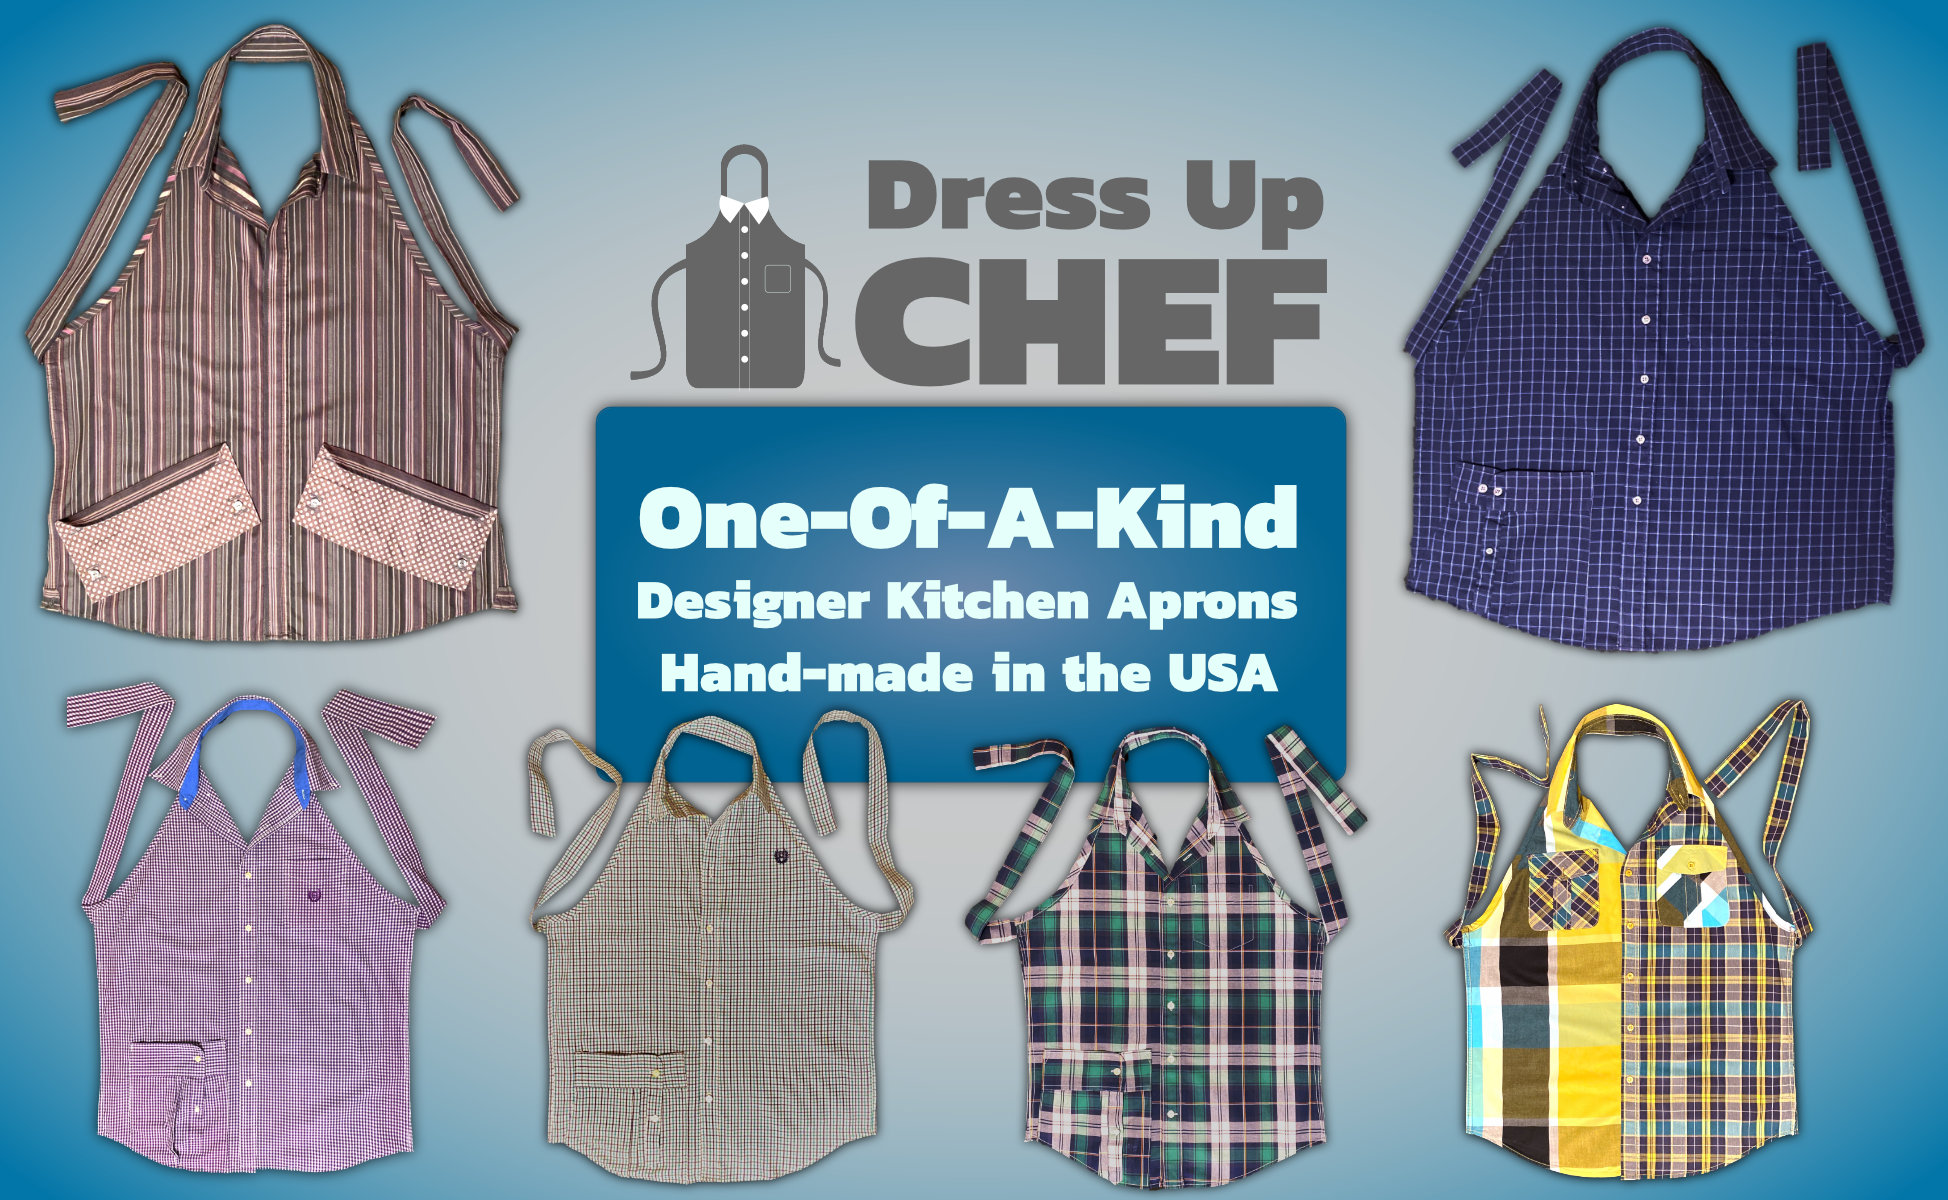 Dress Up
CHEF
One-Of-A-Kind
Designer Kitchen Aprons
Hand-made in the USA